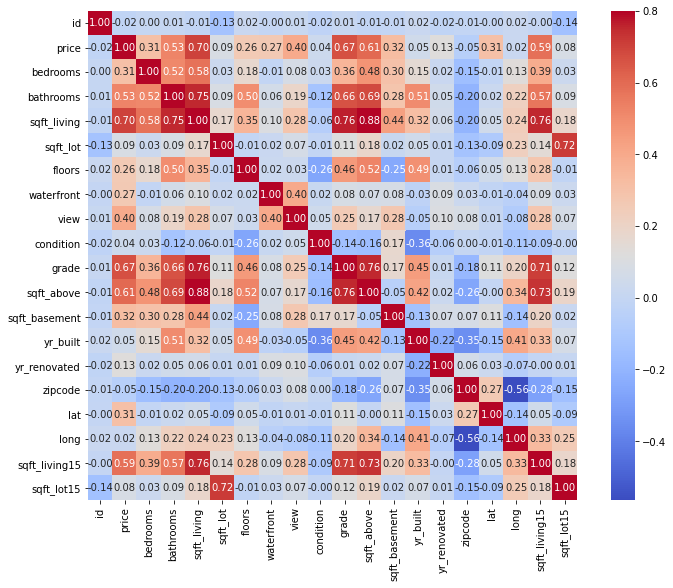 id 1.00 -0.02 0.00 0.01 -0.01 -0.13 0.02 -0.00 0.01 -0.02 0.01 -0.01 -0.01 0.02 -0.02 -0.01 -0.00 0.02 -0.00 -0.14
price -0.02 1.00 0.31 0.53 0.70 0.09 0.26 0.27 0.40 0.04 0.67 0.61 0.32 0.05 0.13 -0.05 0.31 0.02 0.59 0.08
bedrooms 0.00 0.31 1.00 0.52 0.58 0.03 0.18 -0.01 0.08 0.03 0.36 0.48 0.30 0.15 0.02 -0.15 -0.01 0.13 0.39 0.03
bathrooms 0.01 0.53 0.52 1.00 0.75 0.09 0.50 0.06 0.19 -0.12 0.66 0.69 0.28 0.51 0.05 -0.20 0.02 0.22 0.57 0.09
sqft_living -0.01 0.70 0.58 0.75 1.00 0.17 0.35 0.10 0.28 -0.06 0.76 0.88 0.44 0.32 0.06 -0.20 0.05 0.24 0.76 0.18
sqft_lot -0.13 0.09 0.03 0.09 0.17 1.00 -0.01 0.02 0.07 -0.01 0.11 0.18 0.02 0.05 0.01 -0.13 -0.09 0.23 0.14 0.72
floors 0.02 0.26 0.18 0.50 0.35 -0.01 1.00 0.02 0.03 -0.26 0.46 0.52 -0.25 0.49 0.01 -0.06 0.05 0.13 0.28 -0.01
waterfront -0.00 0.27 -0.01 0.06 0.10 0.02 0.02 1.00 0.40 0.02 0.08 0.07 0.08 -0.03 0.09 0.03 -0.01 -0.04 0.09 0.03
view 0.01 0.40 0.08 0.19 0.28 0.07 0.03 0.40 1.00 0.05 0.25 0.17 0.28 -0.05 0.10 0.08 0.01 -0.08 0.28 0.07
condition -0.02 0.04 0.03 -0.12 -0.06 -0.01 -0.26 0.02 0.05 1.00 -0.14 -0.16 0.17 -0.36 -0.06 0.00 -0.01 -0.11 -0.09 -0.00
grade 0.01 0.67 0.36 0.66 0.76 0.11 0.46 0.08 0.25 -0.14 1.00 0.76 0.17 0.45 0.01 -0.18 0.11 0.20 0.71 0.12
sqft_above -0.01 0.61 0.48 0.69 0.88 0.18 0.52 0.07 0.17 -0.16 0.76 1.00 -0.05 0.42 0.02 -0.26 -0.00 0.34 0.73 0.19
sqft_basement -0.01 0.32 0.30 0.28 0.44 0.02 -0.25 0.08 0.28 0.17 0.17 -0.05 1.00 -0.13 0.07 0.07 0.11 -0.14 0.20 0.02
yr_built 0.02 0.05 0.15 0.51 0.32 0.05 0.49 -0.03 -0.05 -0.36 0.45 0.42 -0.13 1.00 -0.22 -0.35 -0.15 0.41 0.33 0.07
yr_renovated -0.02 0.13 0.02 0.05 0.06 0.01 0.01 0.09 0.10 -0.06 0.01 0.02 0.07 -0.22 1.00 0.06 0.03 -0.07 -0.00 0.01
zipcode -0.01 -0.05 -0.15 -0.20 -0.20 -0.13 -0.06 0.03 0.08 0.00 -0.18 -0.26 0.07 -0.35 0.06 1.00 0.27 -0.56 -0.28 -0.15
lat -0.00 0.31 -0.01 0.02 0.05 -0.09 0.05 -0.01 0.01 -0.01 0.11 -0.00 0.11 -0.15 0.03 0.27 1.00 -0.14 0.05 -0.09
long 0.02 0.02 0.13 0.22 0.24 0.23 0.13 -0.04 -0.08 -0.11 0.20 0.34 -0.14 0.41 -0.07 -0.56 -0.14 1.00 0.33 0.25
sqft_living15 -0.00 0.59 0.39 0.57 0.76 0.14 0.28 0.09 0.28 -0.09 0.71 0.73 0.20 0.33 -0.00 -0.28 0.05 0.33 1.00 0.18
sqft_lot15 -0.14 0.08 0.03 0.09 0.18 0.72 -0.01 0.03 0.07 -0.00 0.12 0.19 0.02 0.07 0.01 -0.15 -0.09 0.25 0.18 1.00
id price bedrooms bathrooms sqft_living sqft_lot floors waterfront view condition grade sqft_above sqft_basement yr_built yr_renovated zipcode lat long sqft_living15 sqft_lot15
0.8
0.6
0.4
0.2
0.0
-0.2
-0.4